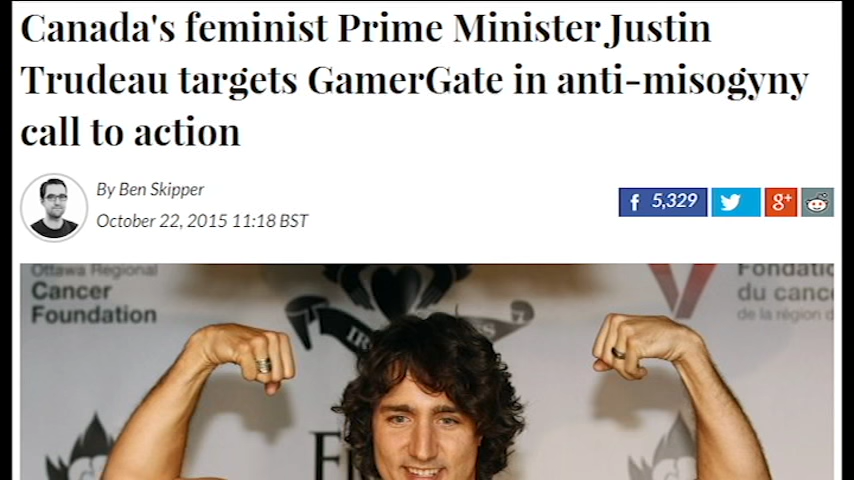 Canada's feminist Prime Minister Justin
Trudeau targets GamerGate in anti-misogyny
call to action
By Ben Skipper
October 22, 2015 11:18 BST
f 5,329
g+
Ottawa Regional
Cancer
Foundation
Fondatio
du cance
de la région d